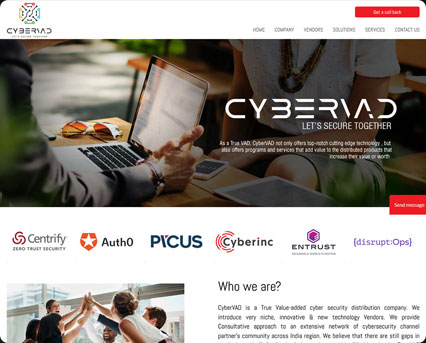 Get a call back
CYBERVAD
LET'S SECURE TOGETHER
HOME COMPANY VENDORS SOLUTIONS SERVICES CONTACT US
CYBERVAD
LET'S SECURE TOGETHER
As a True VAD, CyberVAD not only offers top-notch cutting edge technology , but
also offers programs and services that add value to the distributed products that
increase their value or worth
Send message
Centrify
ZERO TRUST SECURITY
Auth0
PICUS
Cyberinc
ENTRUST
{disrupt:Ops}
Who we are?
CyberVAD is a True Value-added cyber security distribution company. We
introduce very niche, innovative & new technology Vendors. We provide
Consultative approach to an extensive network of cybersecurity channel
partner's community across India region. We believe that there are still gaps in